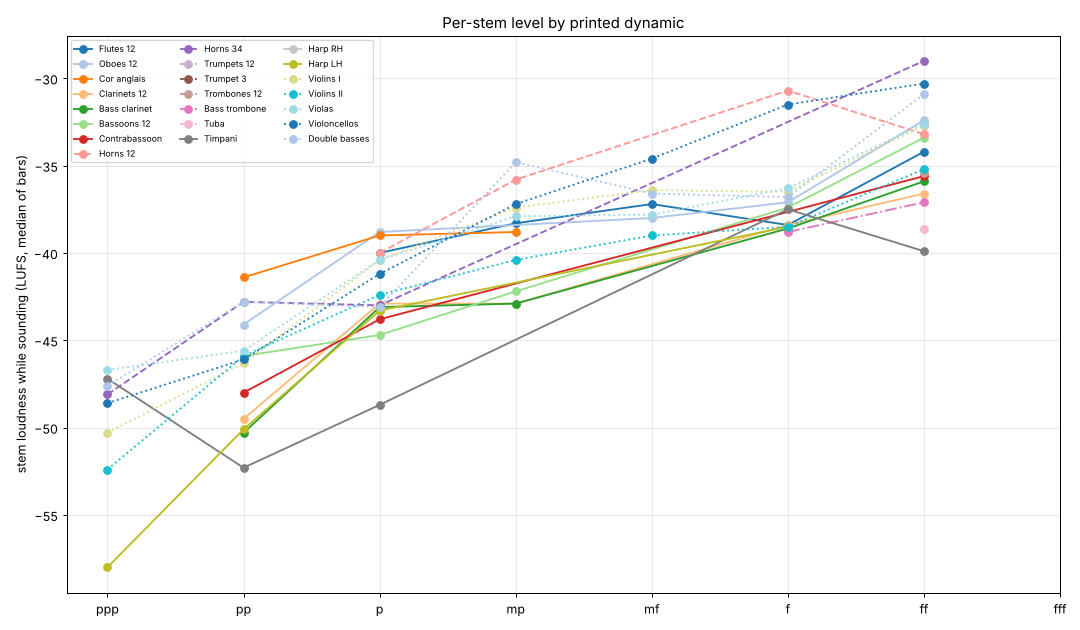 Per-stem level by printed dynamic
Flutes 12
Oboes 12
Cor anglais
Clarinets 12
Bass clarinet
Bassoons 12
Contrabassoon
Horns 12
Horns 34
Trumpets 12
Trumpet 3
Trombones 12
Bass trombone
Tuba
Timpani
Harp RH
Harp LH
Violins I
Violins II
Violas
Violoncellos
Double basses
stem loudness while sounding (LUFS, median of bars)
−30
−35
−40
−45
−50
−55
ppp pp p mp mf f ff fff